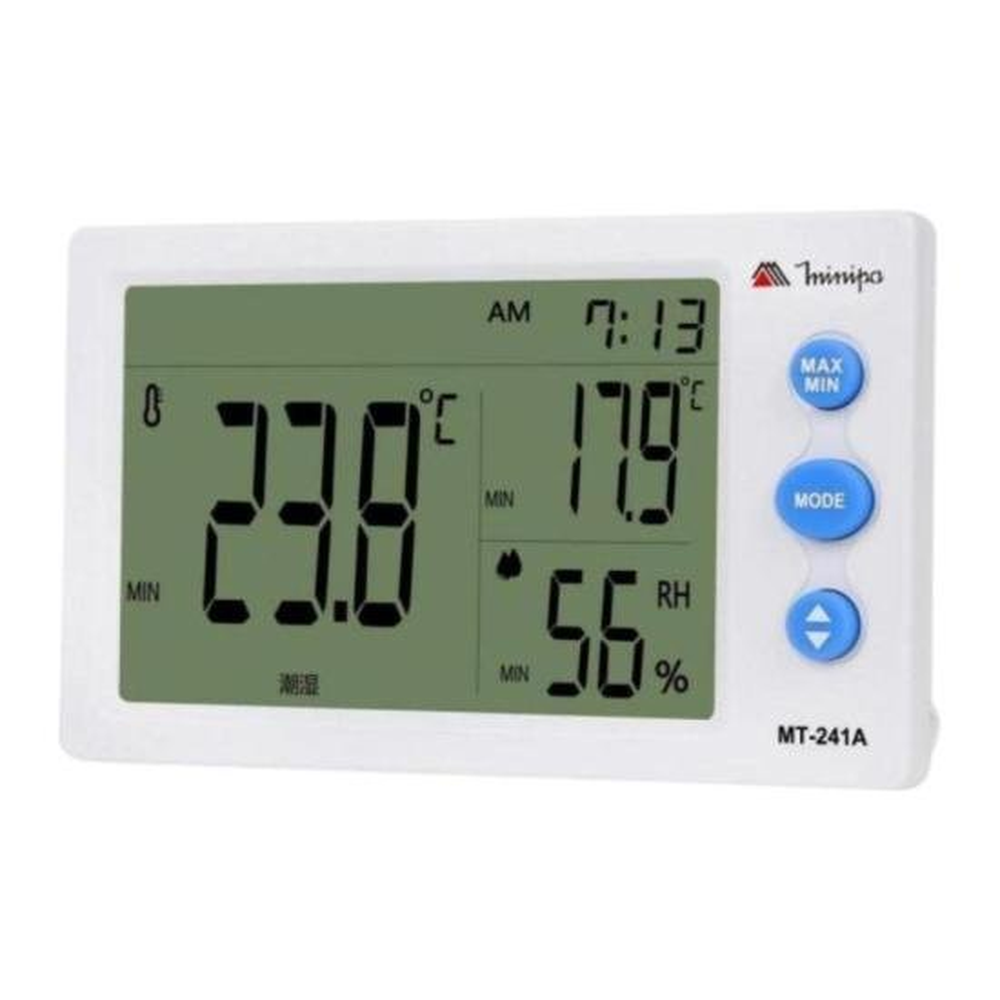 minipa
AM 7:13
23.8 °C
MIN
潮湿
17.9 °C
MIN
56 RH
MIN %
MAX
MIN
MODE
MT-241A